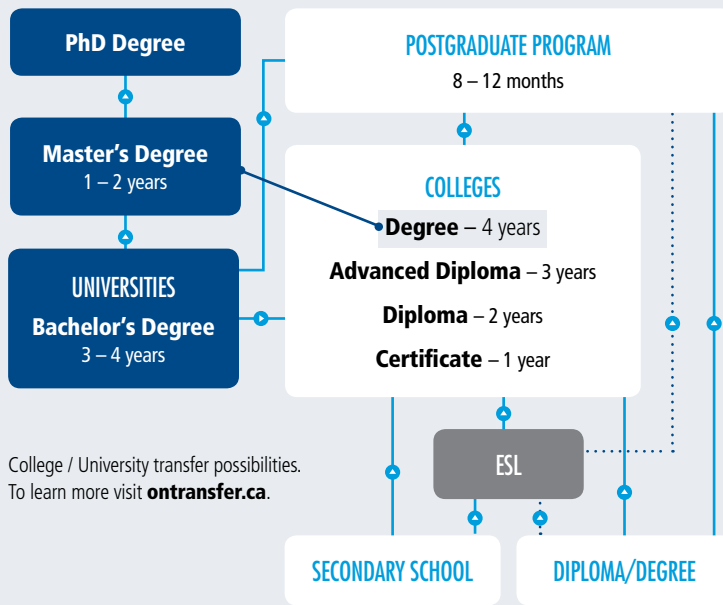 PhD Degree
POSTGRADUATE PROGRAM
8 – 12 months
Master's Degree
1 – 2 years
COLLEGES
Degree – 4 years
Advanced Diploma – 3 years
Diploma – 2 years
Certificate – 1 year
UNIVERSITIES
Bachelor's Degree
3 – 4 years
College / University transfer possibilities.
To learn more visit ontransfer.ca.
ESL
SECONDARY SCHOOL
DIPLOMA/DEGREE